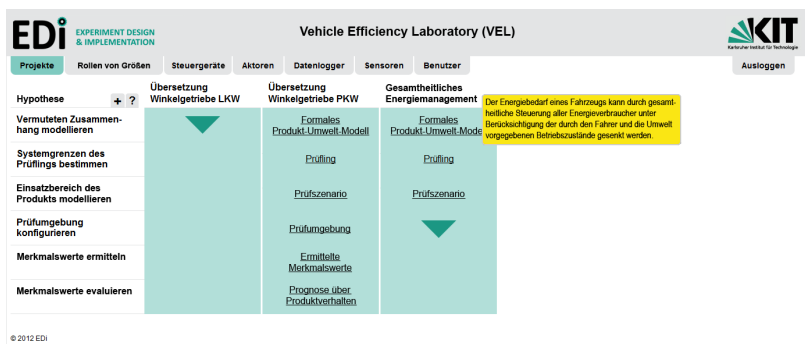 EDi EXPERIMENT DESIGN
& IMPLEMENTATION
Vehicle Efficiency Laboratory (VEL)
KIT
Karlsruher Institut für Technologie
Projekte Rollen von Größen Steuergeräte Aktoren Datenlogger Sensoren Benutzer Ausloggen
Hypothese + ?
Übersetzung
Winkelgetriebe LKW
Übersetzung
Winkelgetriebe PKW
Gesamtheitliches
Energiemanagement
Der Energiebedarf eines Fahrzeugs kann durch gesamt-
heitliche Steuerung aller Energieverbraucher unter
Berücksichtigung der durch den Fahrer und die Umwelt
vorgegebenen Betriebszustände gesenkt werden.
Vermuteten Zusammen-
hang modellieren
Formales
Produkt-Umwelt-Modell
Formales
Produkt-Umwelt-Mode
Systemgrenzen des
Prüflings bestimmen
Prüfling
Prüfling
Einsatzbereich des
Produkts modellieren
Prüfszenario
Prüfszenario
Prüfumgebung
konfigurieren
Prüfumgebung
Merkmalswerte ermitteln
Ermittelte
Merkmalswerte
Merkmalswerte evaluieren
Prognose über
Produktverhalten
© 2012 EDi